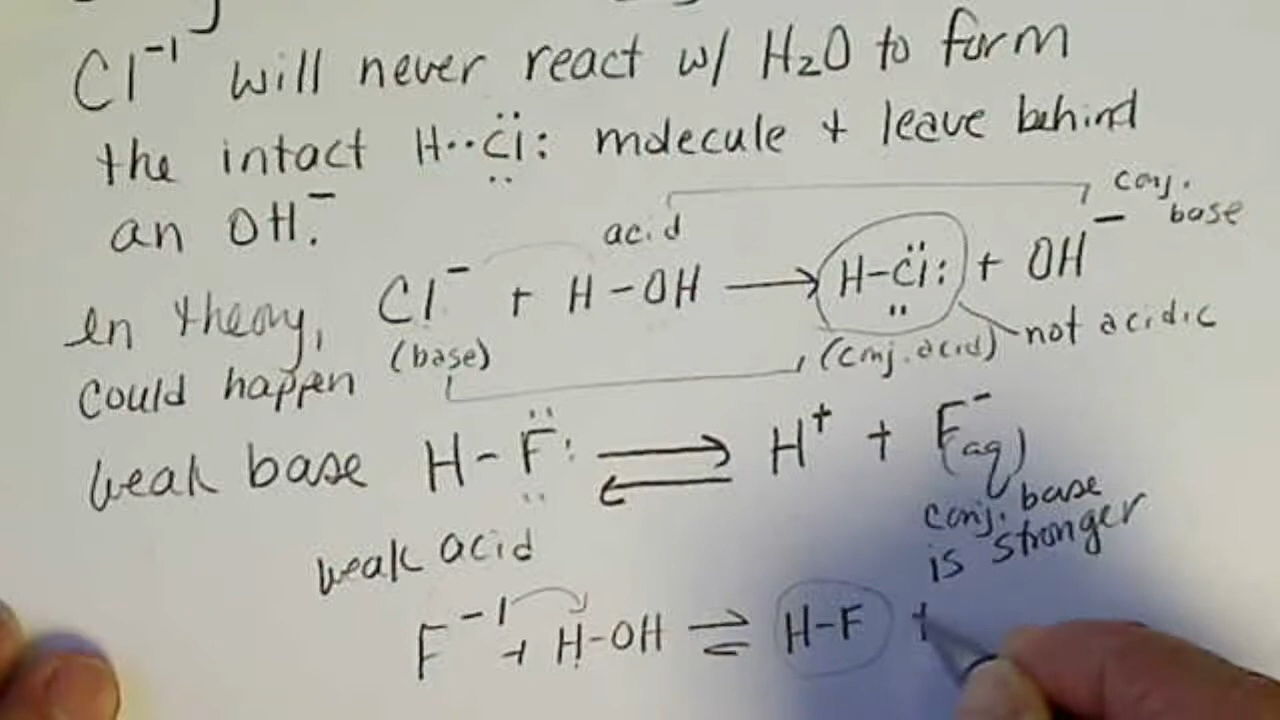 Cl⁻¹ will never react w/ H₂O to form
the intact H··Cl: molecule + leave behind
an OH.⁻
acid
conj. base
In theory, could happen
Cl⁻ + H-OH → H-Cl: + OH⁻
(base)
(conj. acid)
not acidic
weak base H-F: ⇌ H⁺ + F⁻(aq)
conj. base
is stronger
weak acid
F⁻¹ + H-OH ⇌ H-F +